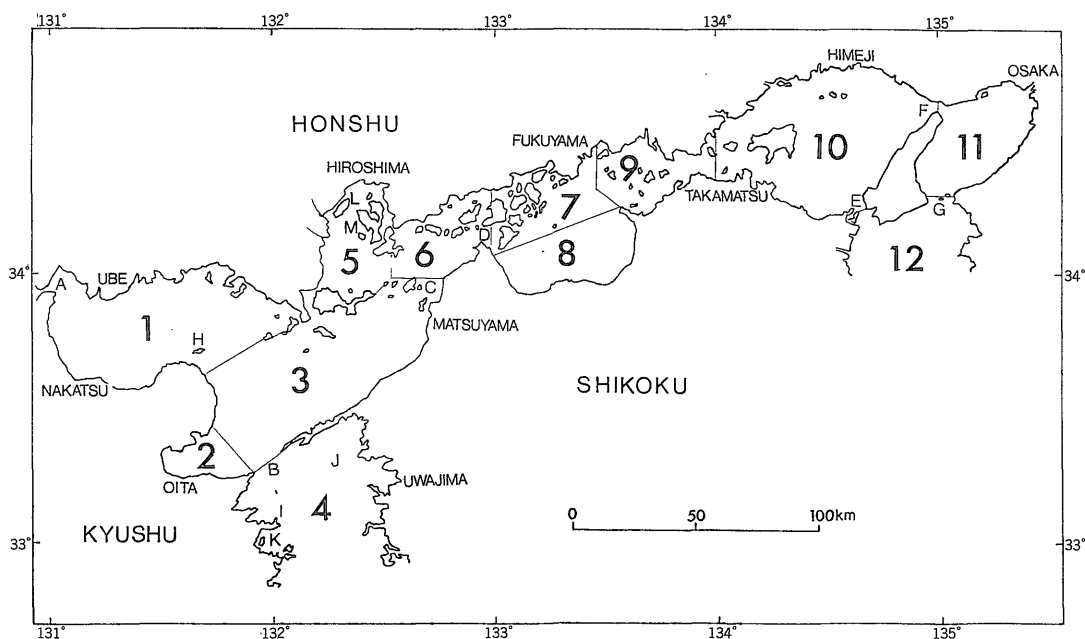 131° 132° 133° 134° 135°
HIMEJI
OSAKA
F
HONSHU
10
11
FUKUYAMA
9
HIROSHIMA
TAKAMATSU
L
7
E
G
M
D
6
8
12
5
34°
34°
A
UBE
C
MATSUYAMA
1
H
3
NAKATSU
SHIKOKU
2
B
J
OITA
UWAJIMA
I
4
0 50 100km
KYUSHU
K
33°
33°
131° 132° 133° 134° 135°